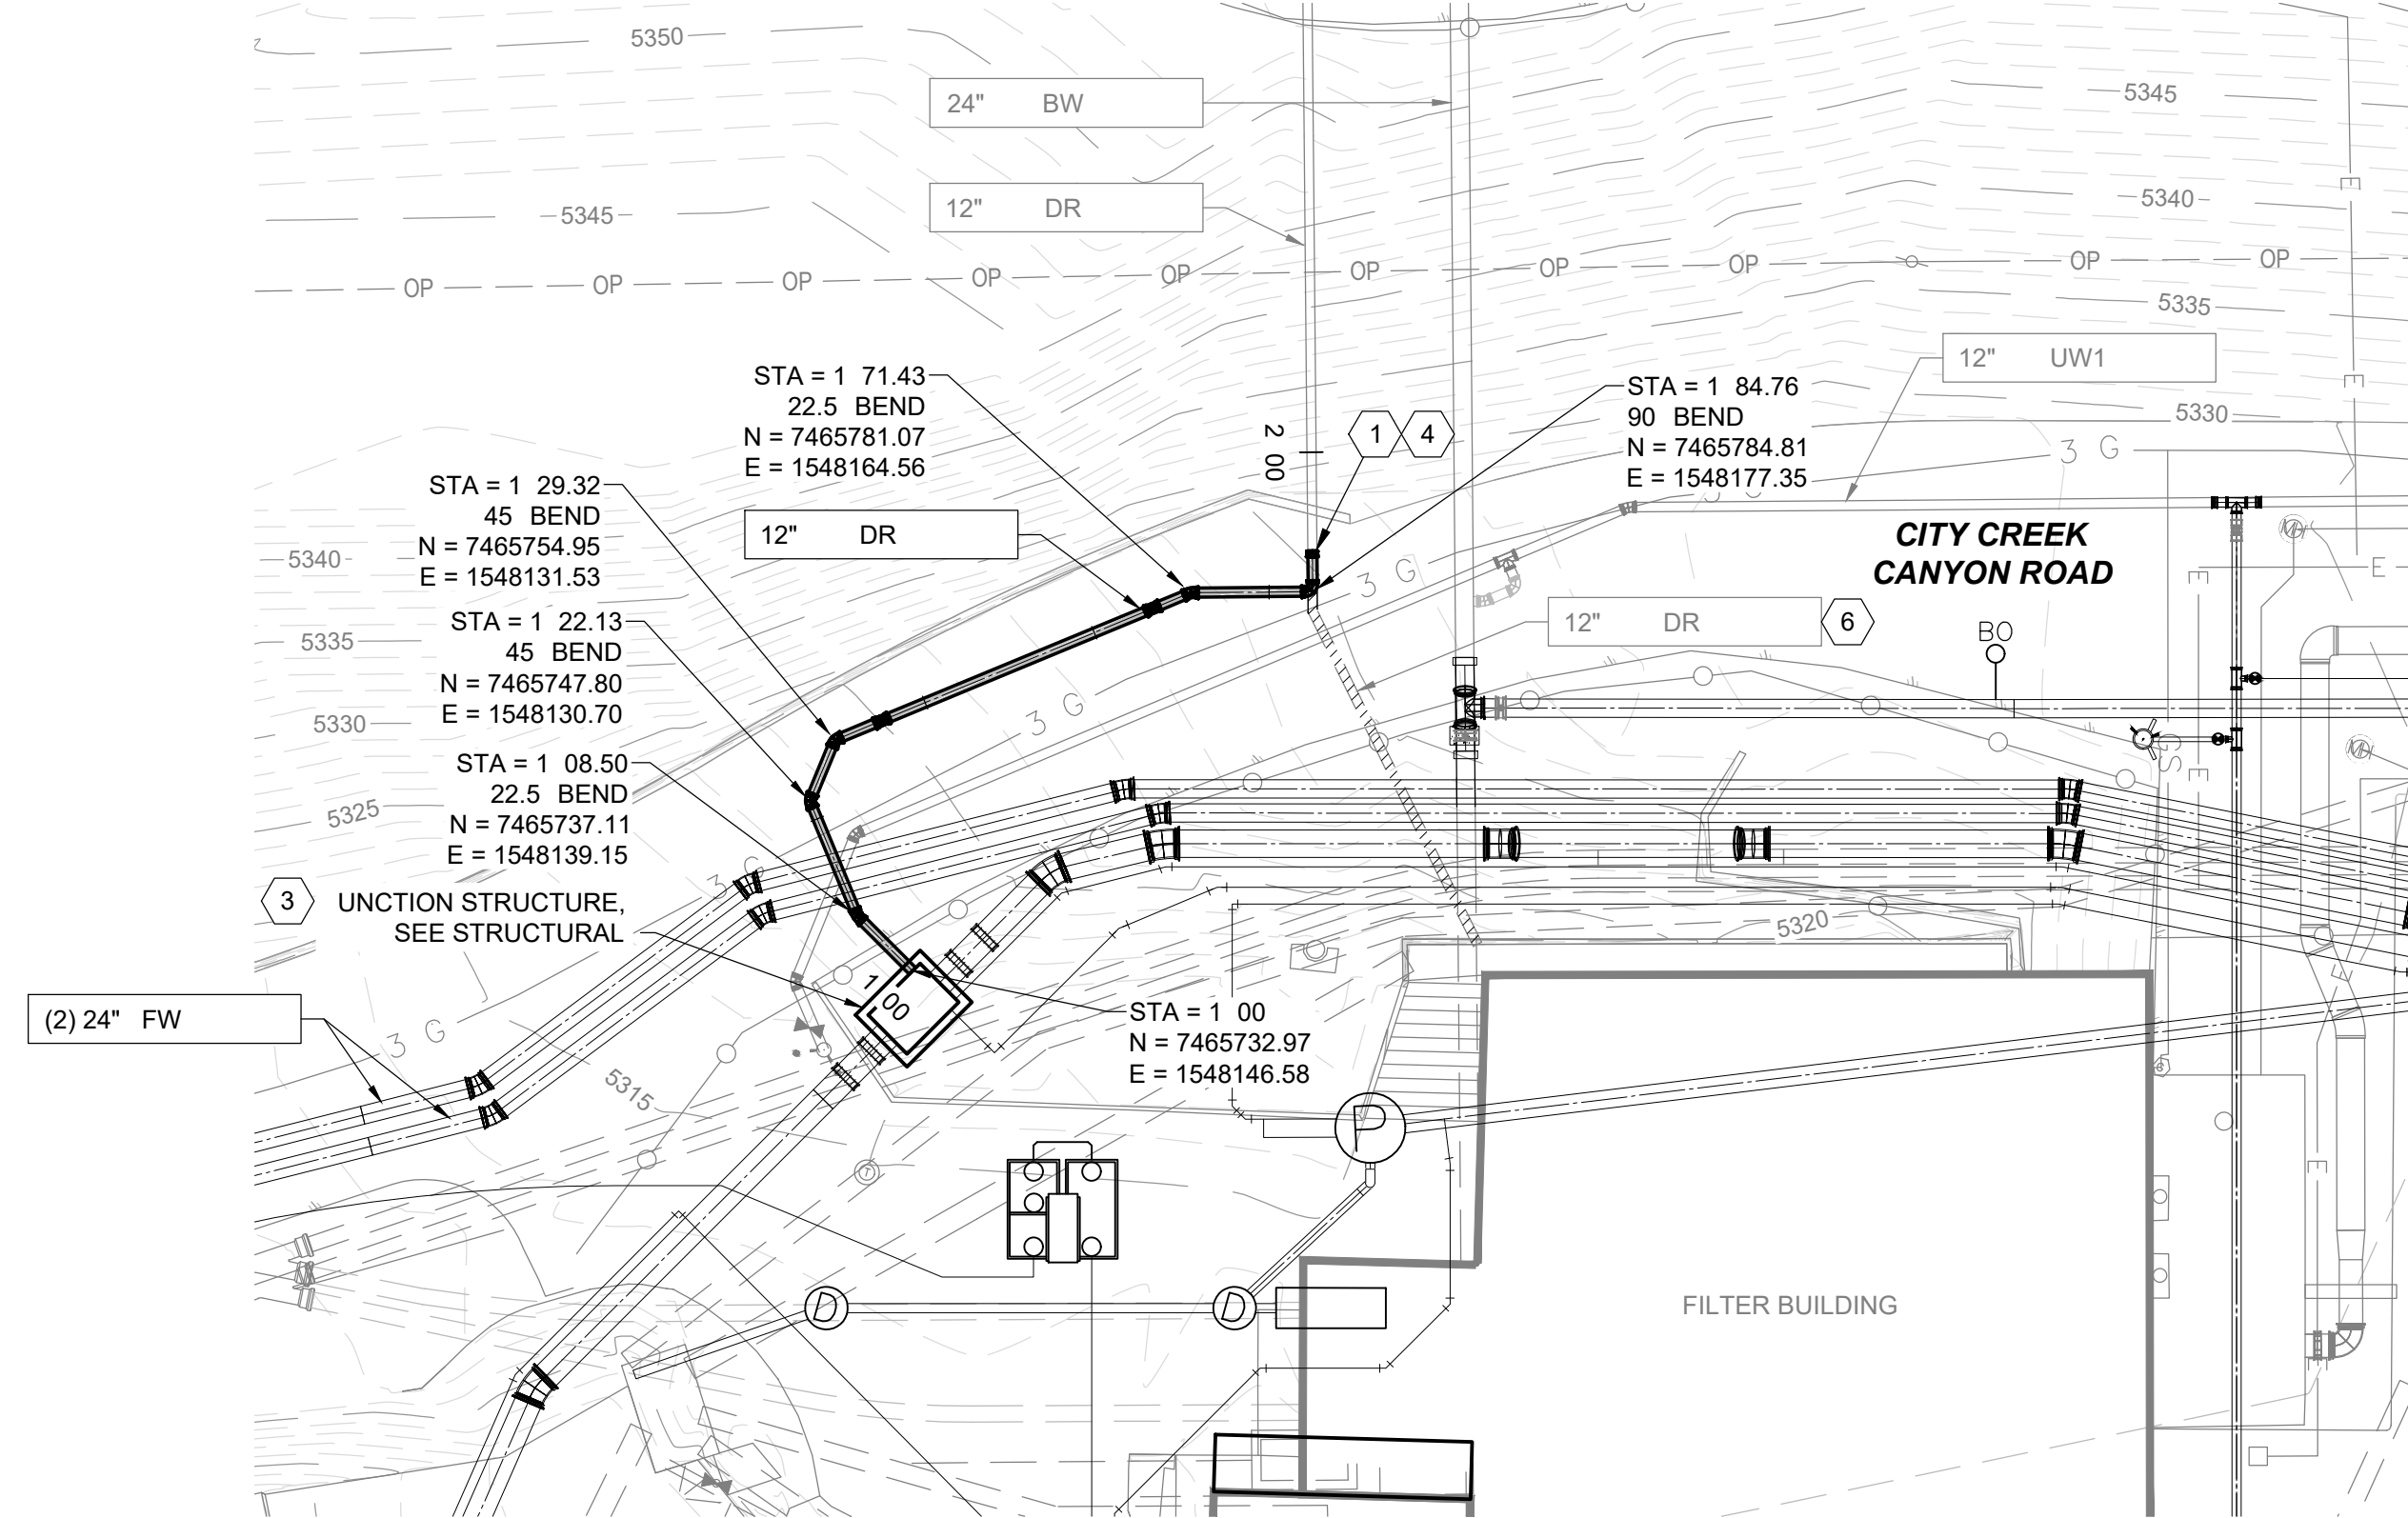 5350
24" BW
5345
12" DR
5345
5340
OP OP OP OP OP OP OP OP OP OP
5335
12" UW1
STA = 1 71.43
22.5 BEND
N = 7465781.07
E = 1548164.56
STA = 1 84.76
90 BEND
N = 7465784.81
E = 1548177.35
2 00
1
4
5330
3 G
STA = 1 29.32
45 BEND
N = 7465754.95
E = 1548131.53
12" DR
CITY CREEK
CANYON ROAD
MH
5340
3 G
E
STA = 1 22.13
45 BEND
N = 7465747.80
E = 1548130.70
12" DR
6
BO
5335
3 G
5330
MH
STA = 1 08.50
22.5 BEND
N = 7465737.11
E = 1548139.15
5325
3 G
3
UNCTION STRUCTURE,
SEE STRUCTURAL
5320
1 00
(2) 24" FW
STA = 1 00
N = 7465732.97
E = 1548146.58
3 G
5315
P
T
D
D
FILTER BUILDING